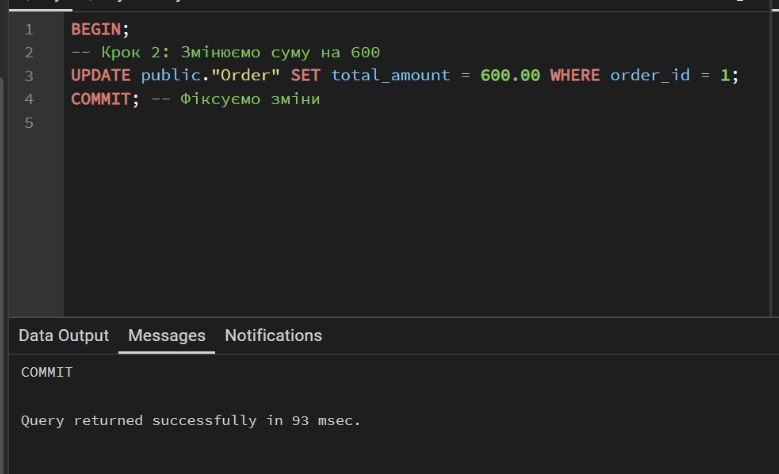 1 BEGIN;
2 -- Крок 2: Змінюємо суму на 600
3 UPDATE public."Order" SET total_amount = 600.00 WHERE order_id = 1;
4 COMMIT; -- Фіксуємо зміни
5
Data Output Messages Notifications
COMMIT
Query returned successfully in 93 msec.